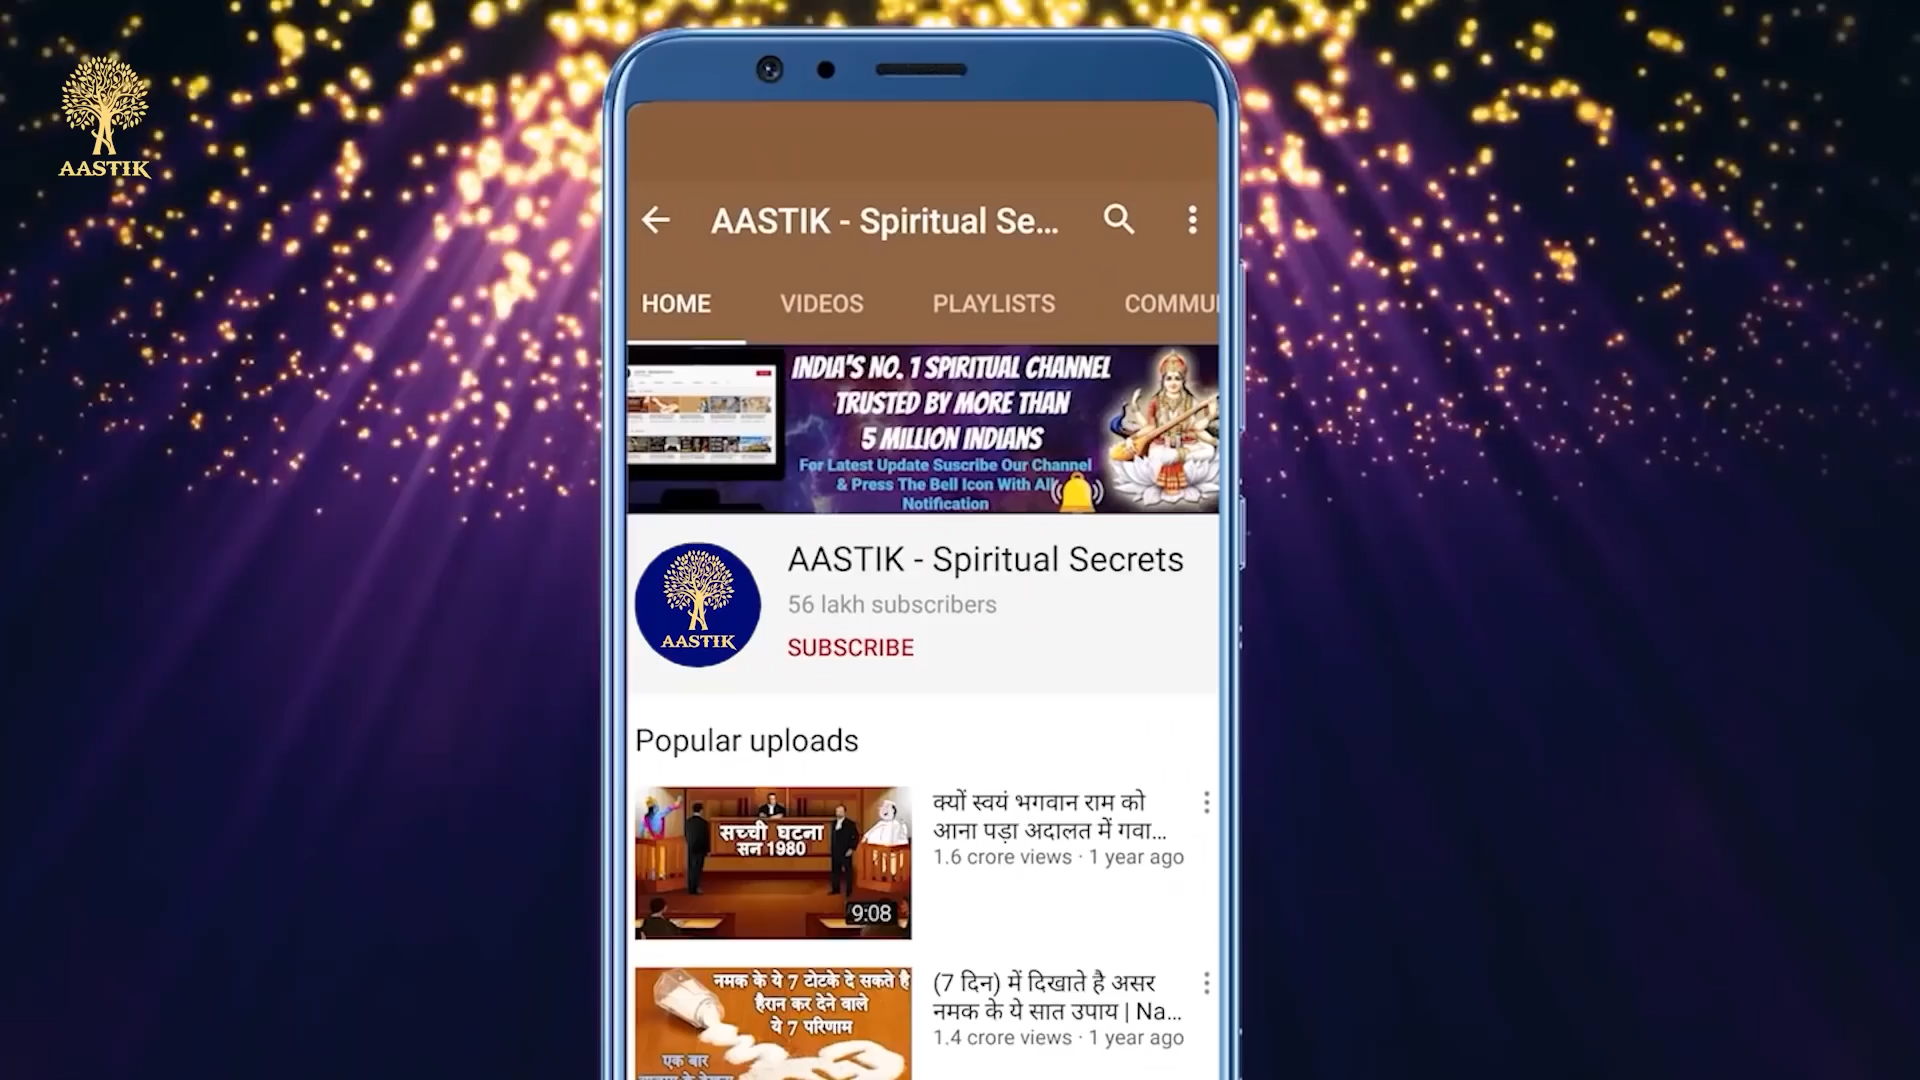 AASTIK
AASTIK - Spiritual Se...
HOME VIDEOS PLAYLISTS COMMU
INDIA'S NO. 1 SPIRITUAL CHANNEL
TRUSTED BY MORE THAN
5 MILLION INDIANS
For Latest Update Suscribe Our Channel
& Press The Bell Icon With All
Notification
AASTIK
AASTIK - Spiritual Secrets
56 lakh subscribers
SUBSCRIBE
Popular uploads
सच्ची घटना
सन 1980
9:08
क्यों स्वयं भगवान राम को
आना पड़ा अदालत में गवा...
1.6 crore views · 1 year ago
नमक के ये 7 टोटके दे सकते है
हैरान कर देने वाले
ये 7 परिणाम
एक बार
(7 दिन) में दिखाते है असर
नमक के ये सात उपाय | Na...
1.4 crore views · 1 year ago